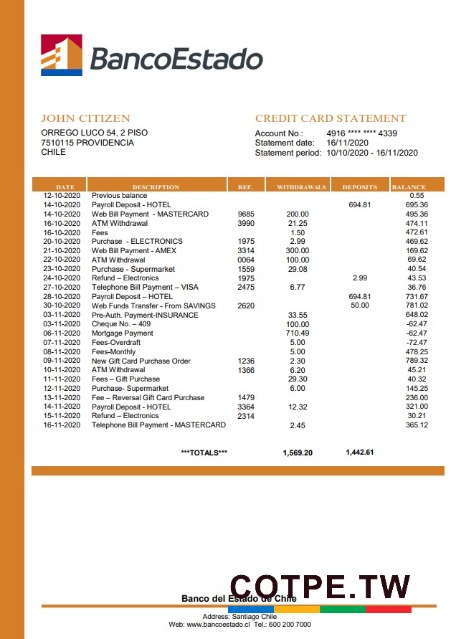 BancoEstado
JOHN CITIZEN
ORREGO LUCO 54, 2 PISO
7510115 PROVIDENCIA
CHILE
CREDIT CARD STATEMENT
Account No.: 4916 **** **** 4339
Statement date: 16/11/2020
Statement period: 10/10/2020 - 16/11/2020
DATE DESCRIPTION REF. WITHDRAWALS DEPOSITS BALANCE
12-10-2020 Previous balance 0.55
14-10-2020 Payroll Deposit - HOTEL 694.81 695.36
14-10-2020 Web Bill Payment - MASTERCARD 9685 200.00 495.36
16-10-2020 ATM Withdrawal 3990 21.25 474.11
16-10-2020 Fees 1.50 472.61
20-10-2020 Purchase - ELECTRONICS 1975 2.99 469.62
21-10-2020 Web Bill Payment - AMEX 3314 300.00 169.62
22-10-2020 ATM Withdrawal 0064 100.00 69.62
23-10-2020 Purchase - Supermarket 1559 29.08 40.54
24-10-2020 Refund – Electronics 1975 2.99 43.53
27-10-2020 Telephone Bill Payment – VISA 2475 6.77 36.76
28-10-2020 Payroll Deposit – HOTEL 694.81 731.67
30-10-2020 Web Funds Transfer - From SAVINGS 2620 50.00 781.02
03-11-2020 Pre-Auth. Payment-INSURANCE 33.55 648.02
03-11-2020 Cheque No. – 409 100.00 -62.47
06-11-2020 Mortgage Payment 710.49 -62.47
07-11-2020 Fees-Overdraft 5.00 -72.47
08-11-2020 Fees-Monthly 5.00 478.25
09-11-2020 New Gift Card Purchase Order 1236 2.30 789.32
10-11-2020 ATM Withdrawal 1366 6.20 45.21
11-11-2020 Fees – Gift Purchase 29.30 40.32
12-11-2020 Purchase- Supermarket 6.00 145.25
13-11-2020 Fee – Reversal Gift Card Purchase 1479 236.00
14-11-2020 Payroll Deposit - HOTEL 3364 12.32 321.00
15-11-2020 Refund – Electronics 2314 30.21
16-11-2020 Telephone Bill Payment - MASTERCARD 2.45 365.12
***TOTALS*** 1,569.20 1,442.61
COTPE.TW
Banco del Estado de Chile
Address: Santiago Chile
Web: www.bancoestado.cl Tel.: 600 200 7000